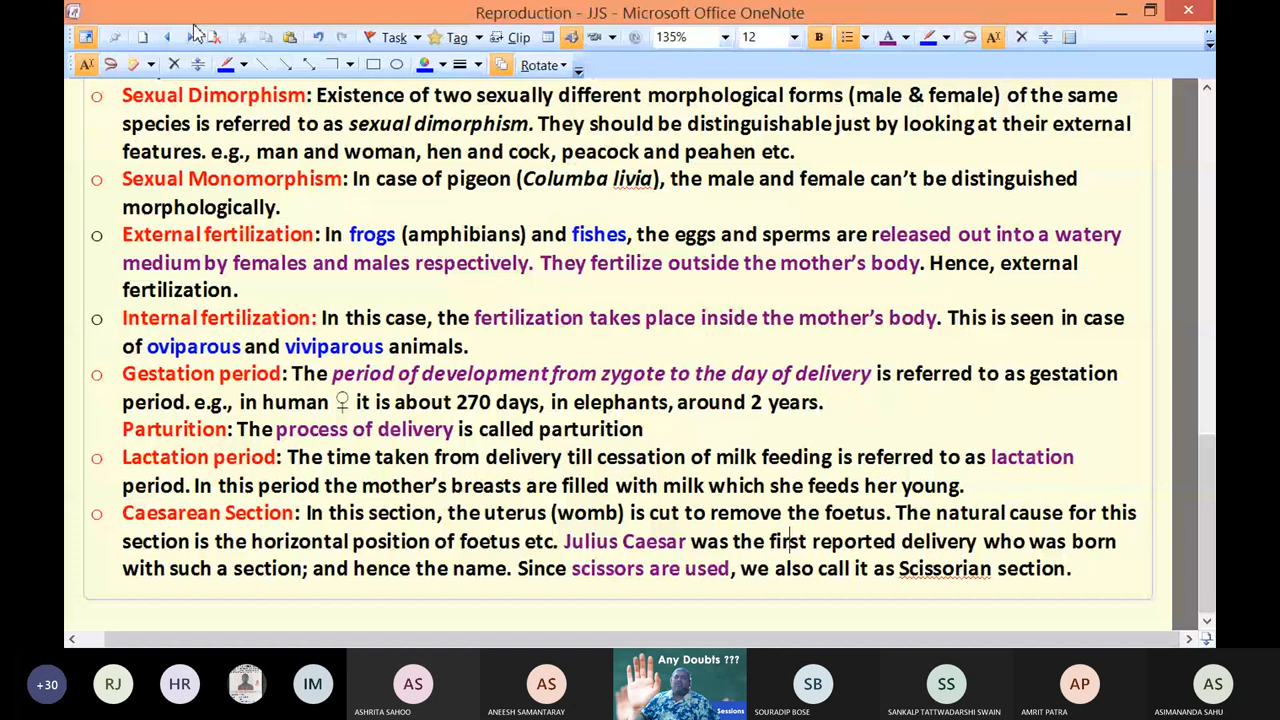 Reproduction - JJS - Microsoft Office OneNote
Task Tag Clip 135% 12 B A
Rotate
Sexual Dimorphism: Existence of two sexually different morphological forms (male & female) of the same
species is referred to as sexual dimorphism. They should be distinguishable just by looking at their external
features. e.g., man and woman, hen and cock, peacock and peahen etc.
Sexual Monomorphism: In case of pigeon (Columba livia), the male and female can't be distinguished
morphologically.
External fertilization: In frogs (amphibians) and fishes, the eggs and sperms are released out into a watery
medium by females and males respectively. They fertilize outside the mother's body. Hence, external
fertilization.
Internal fertilization: In this case, the fertilization takes place inside the mother's body. This is seen in case
of oviparous and viviparous animals.
Gestation period: The period of development from zygote to the day of delivery is referred to as gestation
period. e.g., in human ♀ it is about 270 days, in elephants, around 2 years.
Parturition: The process of delivery is called parturition
Lactation period: The time taken from delivery till cessation of milk feeding is referred to as lactation
period. In this period the mother's breasts are filled with milk which she feeds her young.
Caesarean Section: In this section, the uterus (womb) is cut to remove the foetus. The natural cause for this
section is the horizontal position of foetus etc. Julius Caesar was the first reported delivery who was born
with such a section; and hence the name. Since scissors are used, we also call it as Scissorian section.
Any Doubts ???
+30 RJ HR IM AS AS SB SS AP AS
Sessions
ASHRITA SAHOO ANEESH SAMANTARAY SOURADIP BOSE SANKALP TATTWADARSHI SWAIN AMRIT PATRA ASIMANANDA SAHU